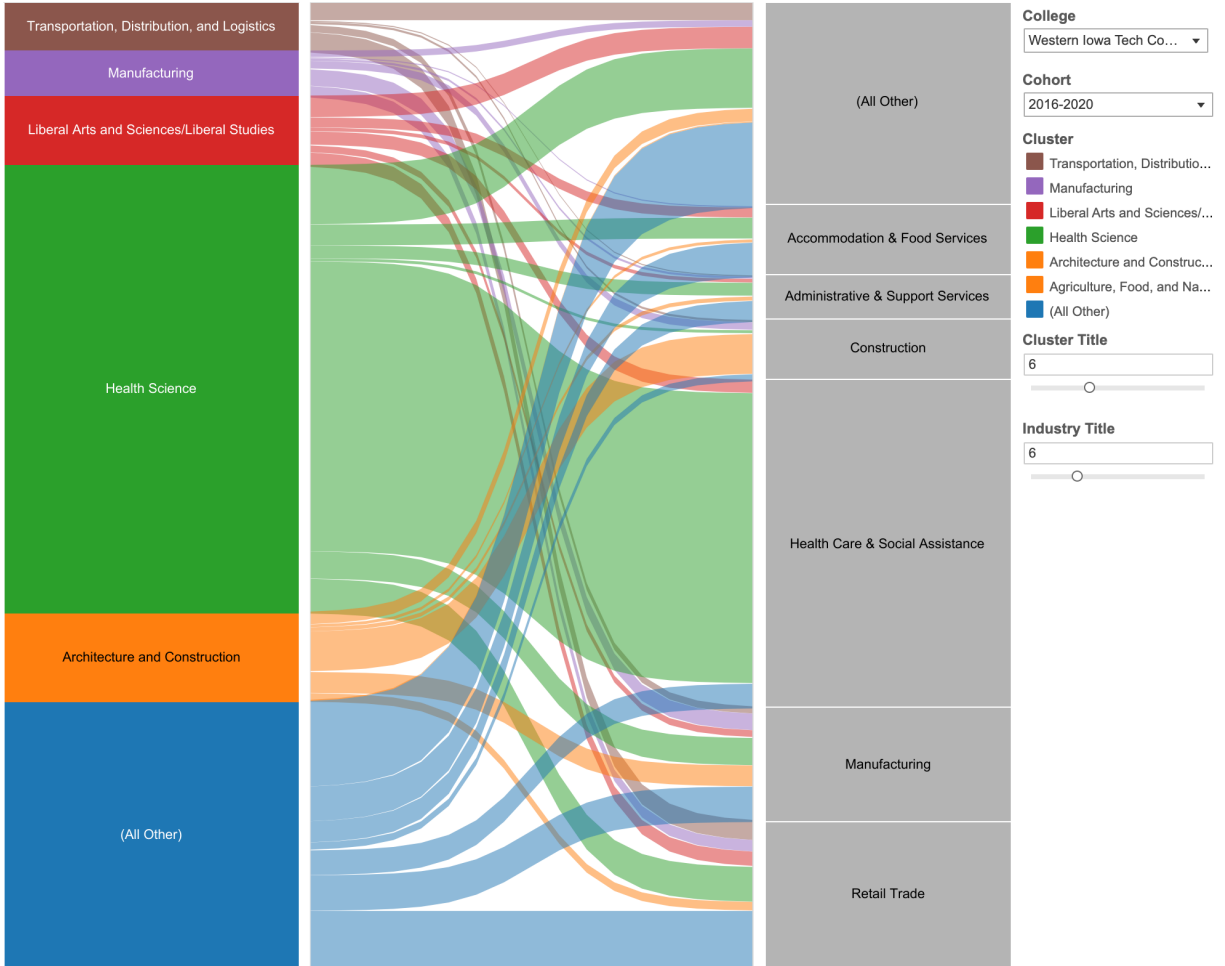 Transportation, Distribution, and Logistics
Manufacturing
Liberal Arts and Sciences/Liberal Studies
Health Science
Architecture and Construction
(All Other)
(All Other)
Accommodation & Food Services
Administrative & Support Services
Construction
Health Care & Social Assistance
Manufacturing
Retail Trade
College
Western Iowa Tech Co...
Cohort
2016-2020
Cluster
Transportation, Distributio...
Manufacturing
Liberal Arts and Sciences/...
Health Science
Architecture and Construc...
Agriculture, Food, and Na...
(All Other)
Cluster Title
6
Industry Title
6